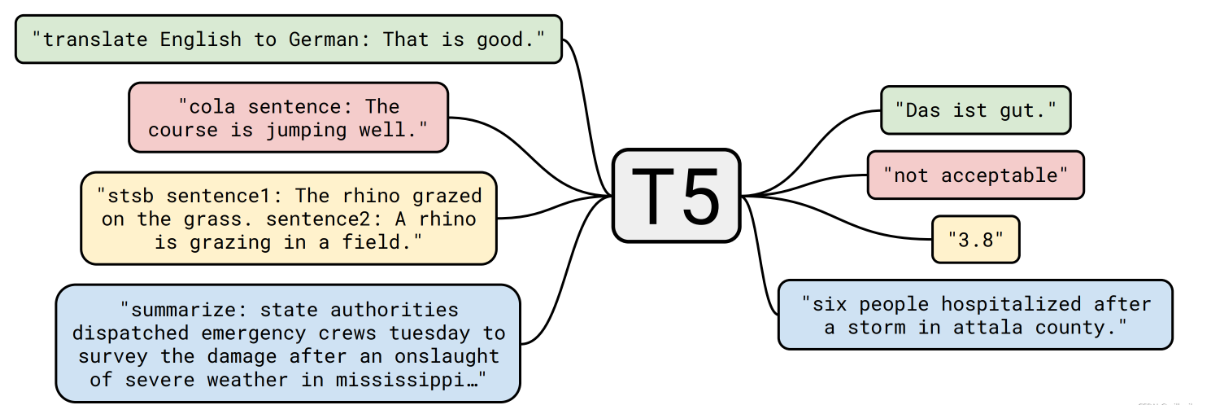 "translate English to German: That is good."
"cola sentence: The
course is jumping well."
"stsb sentence1: The rhino grazed
on the grass. sentence2: A rhino
is grazing in a field."
"summarize: state authorities
dispatched emergency crews tuesday to
survey the damage after an onslaught
of severe weather in mississippi…"
T5
"Das ist gut."
"not acceptable"
"3.8"
"six people hospitalized after
a storm in attala county."